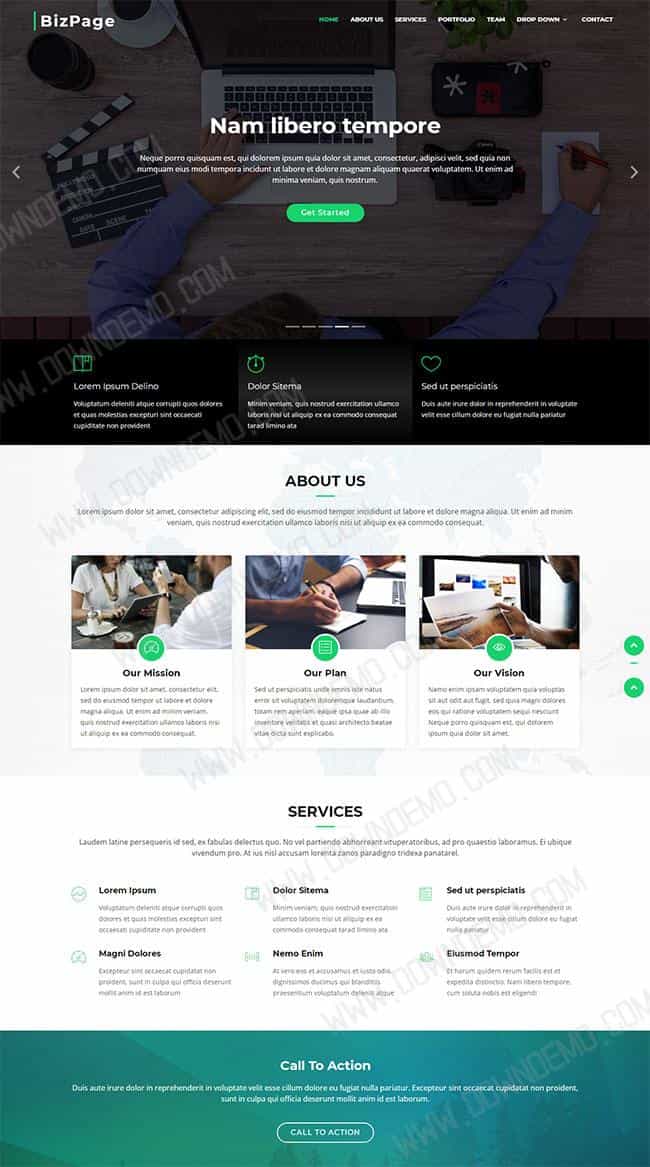 BizPage
HOME ABOUT US SERVICES PORTFOLIO TEAM DROP DOWN CONTACT
Nam libero tempore
Neque porro quisquam est, qui dolorem ipsum quia dolor sit amet, consectetur, adipisci velit, sed quia non
numquam eius modi tempora incidunt ut labore et dolore magnam aliquam quaerat voluptatem. Ut enim ad
minima veniam, quis nostrum.
Get Started
Lorem Ipsum Delino
Voluptatum deleniti atque corrupti quos dolores
et quas molestias excepturi sint occaecati
cupiditate non provident
Dolor Sitema
Minim veniam, quis nostrud exercitation ullamco
laboris nisi ut aliquip ex ea commodo consequat
tarad limino ata
Sed ut perspiciatis
Duis aute irure dolor in reprehenderit in voluptate
velit esse cillum dolore eu fugiat nulla pariatur
ABOUT US
Lorem ipsum dolor sit amet, consectetur adipiscing elit, sed do eiusmod tempor incididunt ut labore et dolore magna aliqua. Ut enim ad minim
veniam, quis nostrud exercitation ullamco laboris nisi ut aliquip ex ea commodo consequat.
Our Mission
Lorem ipsum dolor sit amet, consectetur elit,
sed do eiusmod tempor ut labore et dolore
magna aliqua. Ut enim ad minim veniam,
quis nostrud exercitation ullamco laboris nisi
ut aliquip ex ea commodo consequat.
Our Plan
Sed ut perspiciatis unde omnis iste natus
error sit voluptatem doloremque laudantium,
totam rem aperiam, eaque ipsa quae ab illo
inventore veritatis et quasi architecto beatae
vitae dicta sunt explicabo.
Our Vision
Nemo enim ipsam voluptatem quia voluptas
sit aut odit aut fugit, sed quia magni dolores
eos qui ratione voluptatem sequi nesciunt
Neque porro quisquam est, qui dolorem
ipsum quia dolor sit amet.
SERVICES
Laudem latine persequeris id sed, ex fabulas delectus quo. No vel partiendo abhorreant vituperatoribus, ad pro quaestio laboramus. Ei ubique
vivendum pro. At ius nisl accusam lorenta zanos paradigno tridexa panatarel.
Lorem Ipsum
Voluptatum deleniti atque corrupti quos
dolores et quas molestias excepturi sint
occaecati cupiditate non provident
Dolor Sitema
Minim veniam, quis nostrud exercitation
ullamco laboris nisi ut aliquip ex ea
commodo consequat tarad limino ata
Sed ut perspiciatis
Duis aute irure dolor in reprehenderit in
voluptate velit esse cillum dolore eu fugiat
nulla pariatur
Magni Dolores
Excepteur sint occaecat cupidatat non
proident, sunt in culpa qui officia deserunt
mollit anim id est laborum
Nemo Enim
At vero eos et accusamus et iusto odio
dignissimos ducimus qui blanditiis
praesentium voluptatum deleniti atque
Eiusmod Tempor
Et harum quidem rerum facilis est et
expedita distinctio. Nam libero tempore,
cum soluta nobis est eligendi
Call To Action
Duis aute irure dolor in reprehenderit in voluptate velit esse cillum dolore eu fugiat nulla pariatur. Excepteur sint occaecat cupidatat non proident,
sunt in culpa qui officia deserunt mollit anim id est laborum.
CALL TO ACTION
WWW.DOWNDEMO.COM